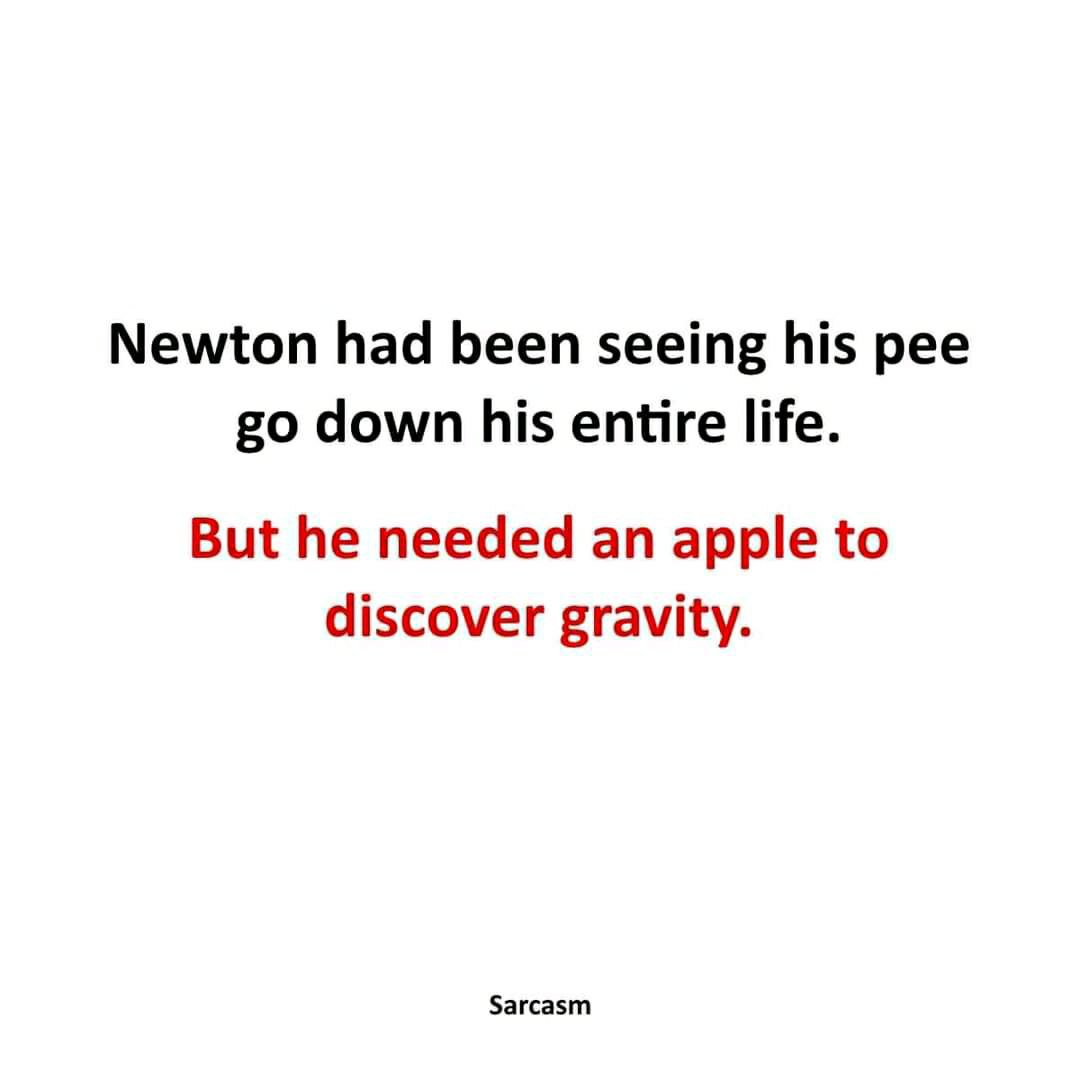 Newton had been seeing his pee
go down his entire life.
But he needed an apple to
discover gravity.
Sarcasm